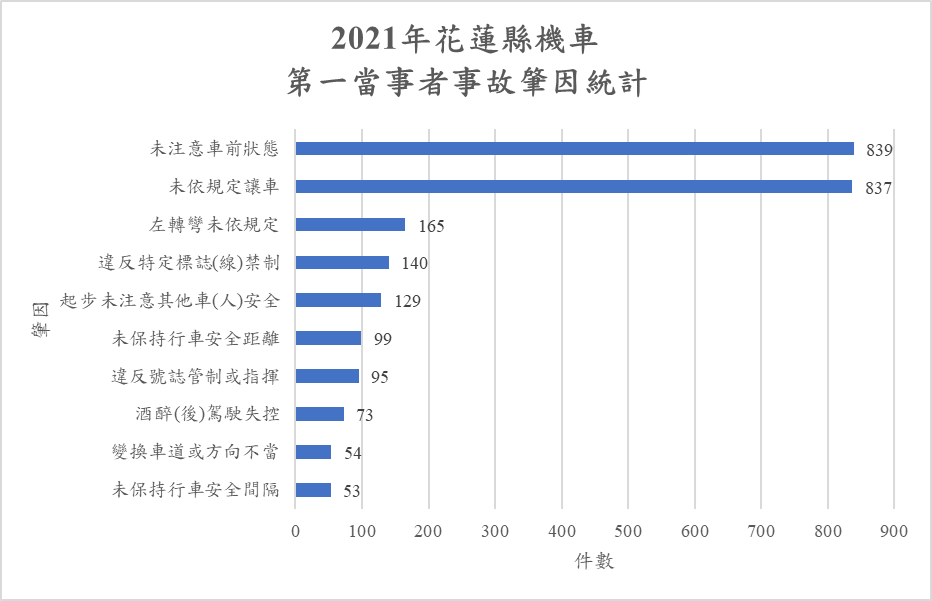 2021年花蓮縣機車
第一當事者事故肇因統計
肇因
未注意車前狀態 839
未依規定讓車 837
左轉彎未依規定 165
違反特定標誌(線)禁制 140
起步未注意其他車(人)安全 129
未保持行車安全距離 99
違反號誌管制或指揮 95
酒醉(後)駕駛失控 73
變換車道或方向不當 54
未保持行車安全間隔 53
0 100 200 300 400 500 600 700 800 900
件數